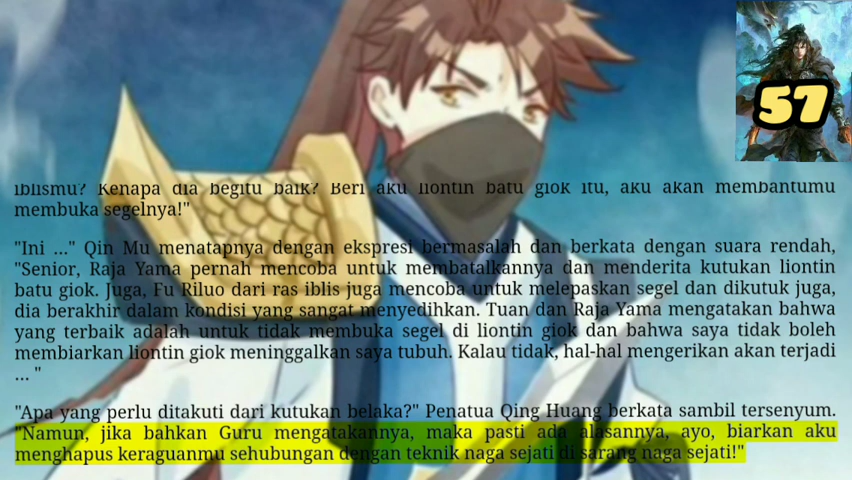 57
iblismu? Kenapa dia begitu baik? Beri aku liontin batu giok itu, aku akan membantumu
membuka segelnya!"
"Ini ..." Qin Mu menatapnya dengan ekspresi bermasalah dan berkata dengan suara rendah,
"Senior, Raja Yama pernah mencoba untuk membatalkannya dan menderita kutukan liontin
batu giok. Juga, Fu Riluo dari ras iblis juga mencoba untuk melepaskan segel dan dikutuk juga,
dia berakhir dalam kondisi yang sangat menyedihkan. Tuan dan Raja Yama mengatakan bahwa
yang terbaik adalah untuk tidak membuka segel di liontin giok dan bahwa saya tidak boleh
membiarkan liontin giok meninggalkan saya tubuh. Kalau tidak, hal-hal mengerikan akan terjadi
... "
"Apa yang perlu ditakuti dari kutukan belaka?" Penatua Qing Huang berkata sambil tersenyum.
"Namun, jika bahkan Guru mengatakannya, maka pasti ada alasannya, ayo, biarkan aku
menghapus keraguanmu sehubungan dengan teknik naga sejati di sarang naga sejati!"